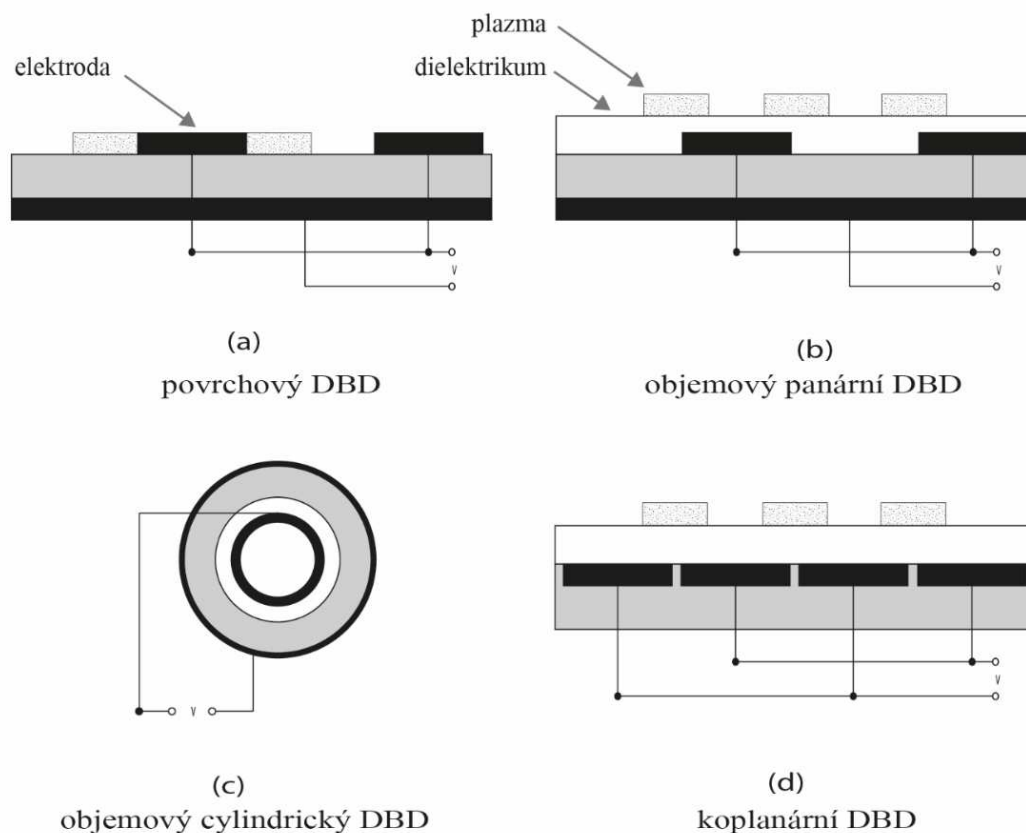 elektroda
plazma
dielektrikum
V
V
(a)
povrchový DBD
(b)
objemový panární DBD
V
V
(c)
objemový cylindrický DBD
(d)
koplanární DBD